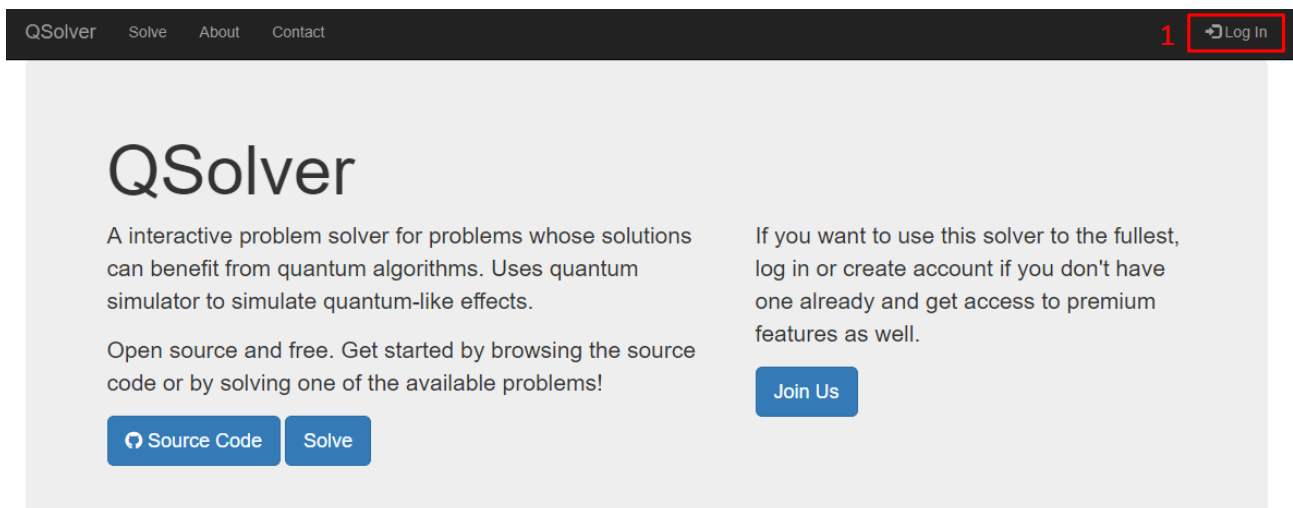 QSolver Solve About Contact 1 Log In
QSolver
A interactive problem solver for problems whose solutions
can benefit from quantum algorithms. Uses quantum
simulator to simulate quantum-like effects.
Open source and free. Get started by browsing the source
code or by solving one of the available problems!
Source Code Solve
If you want to use this solver to the fullest,
log in or create account if you don't have
one already and get access to premium
features as well.
Join Us